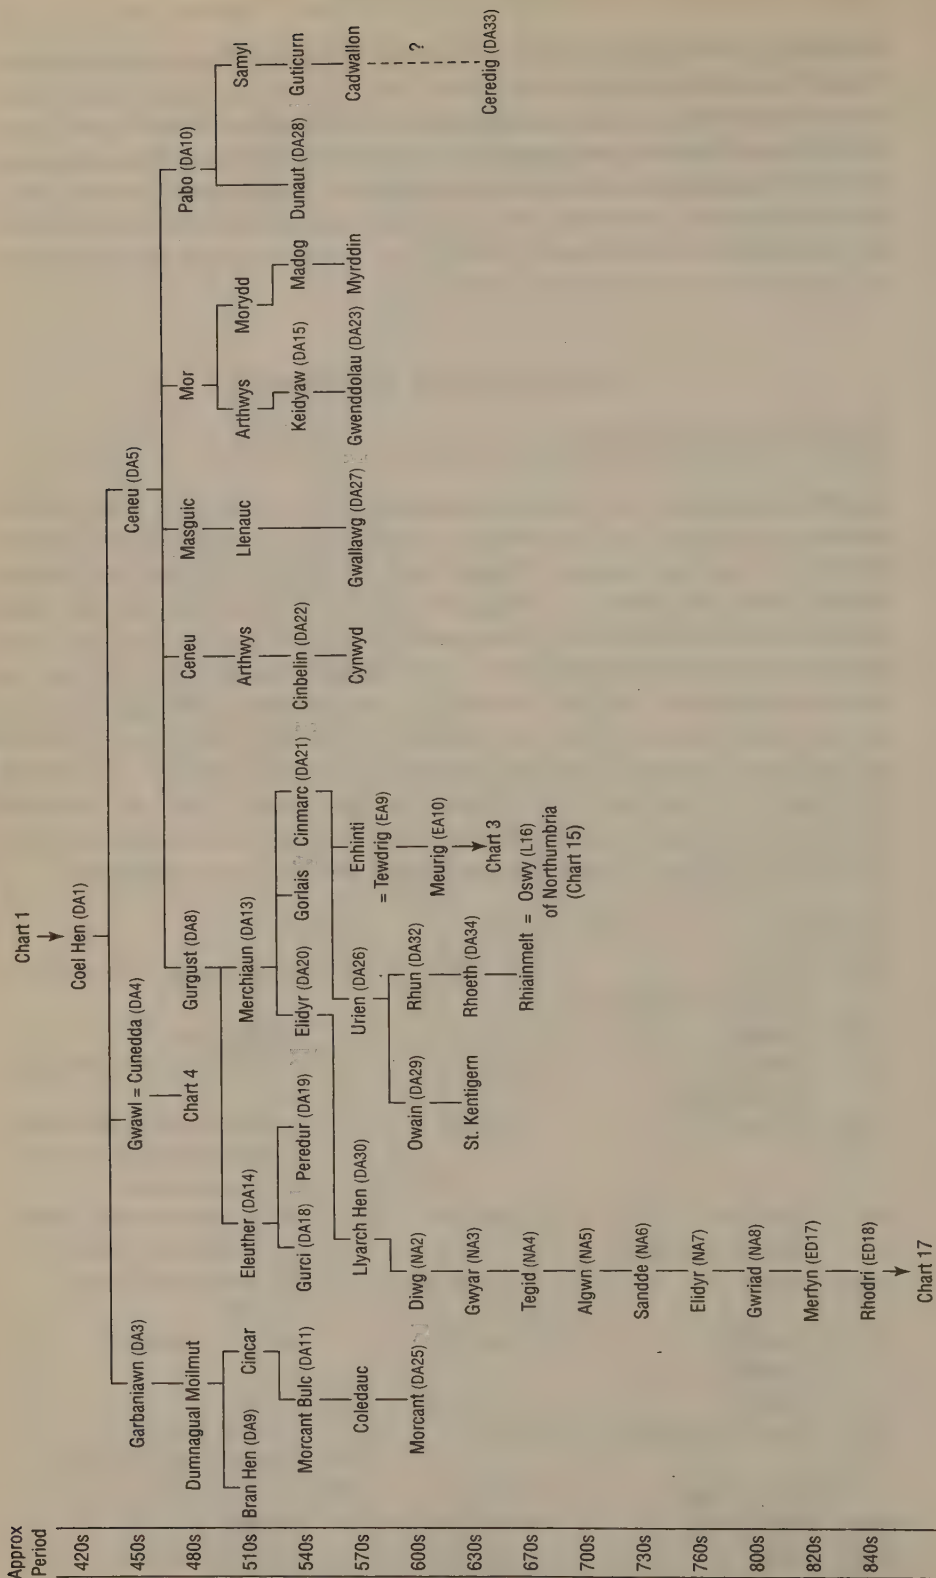 Approx
Period
Chart 1
420s
Coel Hen (DA1)
450s
Garbaniawn (DA3)
Gwawl = Cunedda (DA4)
Ceneu (DA5)
480s
Dumnagual Moilmut
Chart 4
Gurgust (DA8)
Ceneu
Masguic
Mor
Pabo (DA10)
510s
Bran Hen (DA9)
Cincar
Eleuther (DA14)
Merchiaun (DA13)
Arthwys
Llenauc
Arthwys
Morydd
Samyl
540s
Morcant Bulc (DA11)
Gurci (DA18)
Peredur (DA19)
Elidyr (DA20)
Gorlais
Cinmarc (DA21)
Cinbelin (DA22)
Keidyaw (DA15)
Madog
Dunaut (DA28)
Guticurn
570s
Coledauc
Llyarch Hen (DA30)
Urien (DA26)
Enhinti
= Tewdrig (EA9)
Cynwyd
Gwallawg (DA27)
Gwenddolau (DA23)
Myrddin
Cadwallon
600s
Morcant (DA25)
Diwg (NA2)
Owain (DA29)
Rhun (DA32)
Meurig (EA10)
?
630s
Gwyar (NA3)
St. Kentigern
Rhoeth (DA34)
Chart 3
Ceredig (DA33)
670s
Tegid (NA4)
Rhiainmelt = Oswy (L16)
of Northumbria
(Chart 15)
700s
Algwn (NA5)
730s
Sandde (NA6)
760s
Elidyr (NA7)
800s
Gwriad (NA8)
820s
Merfyn (ED17)
840s
Rhodri (ED18)
Chart 17